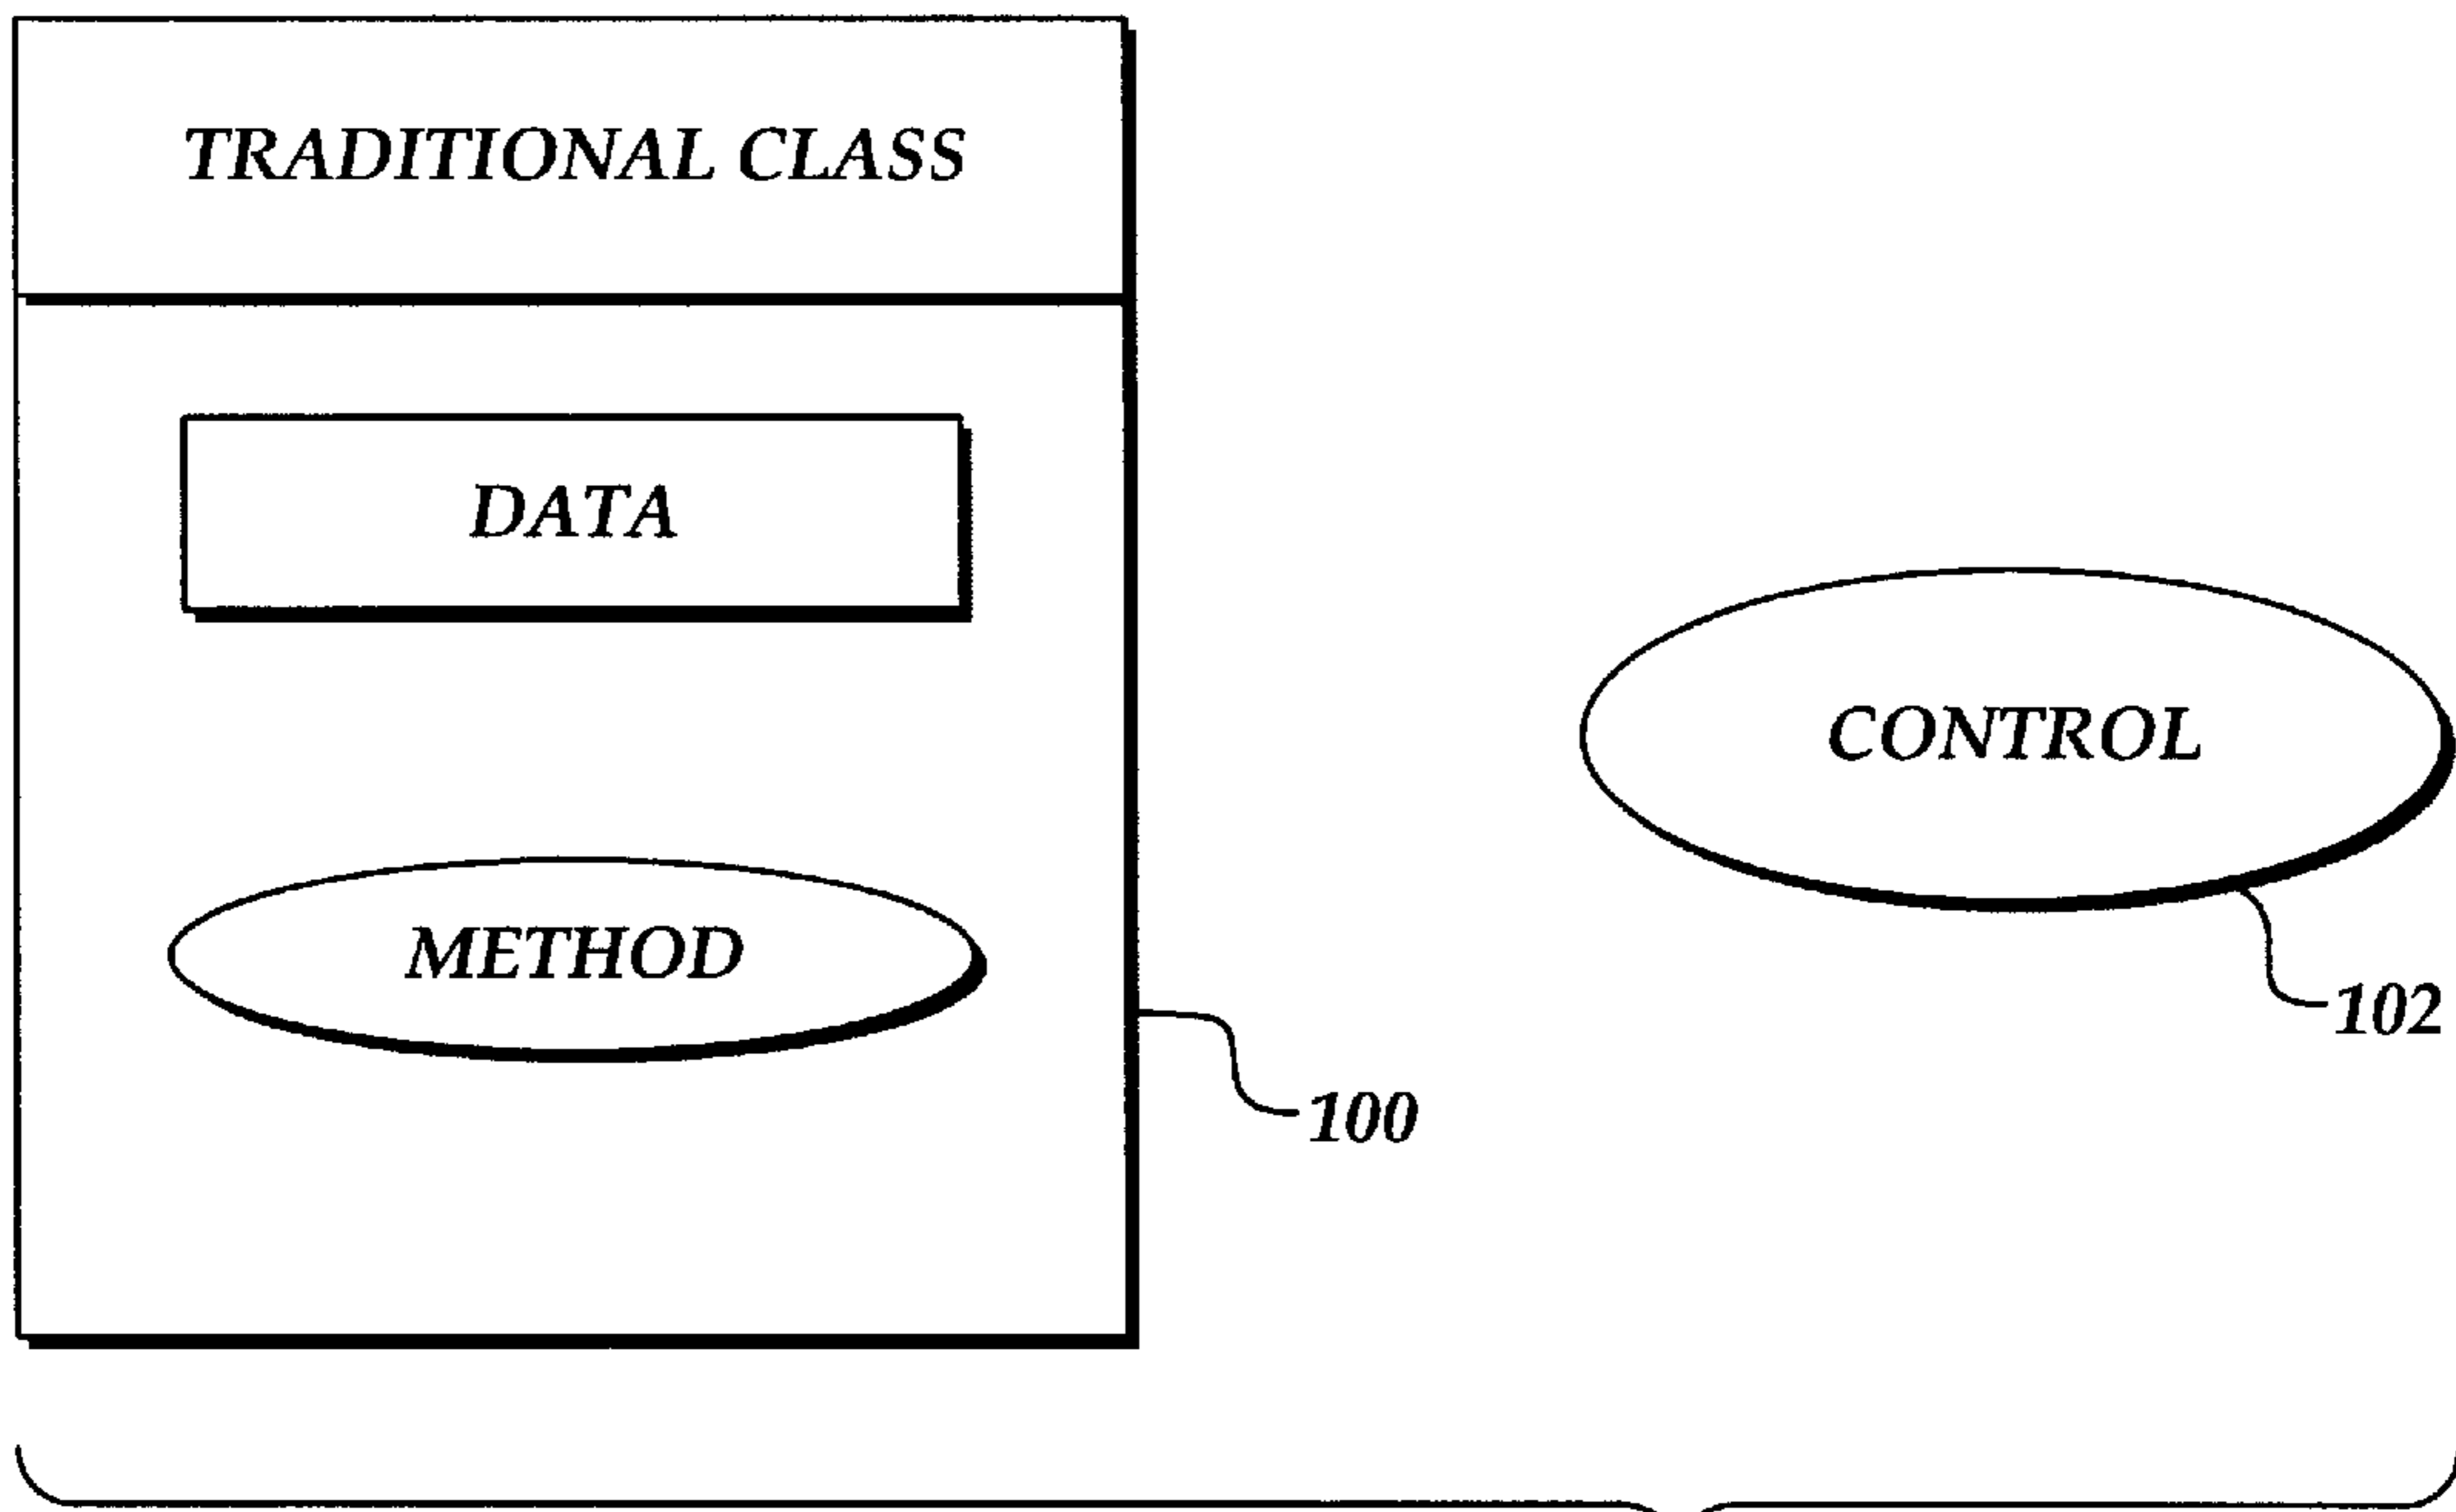 TRADITIONAL CLASS
DATA
CONTROL
METHOD
102
100